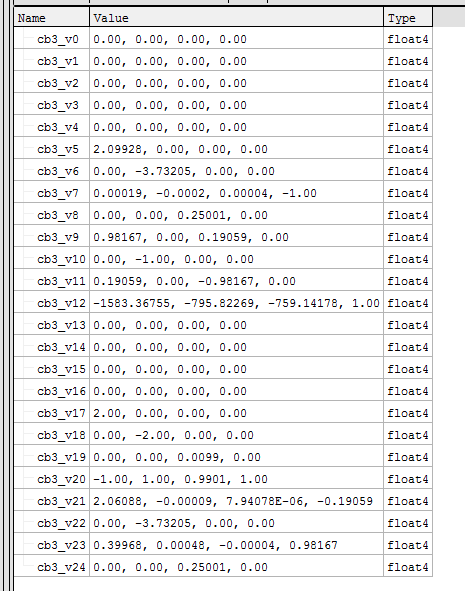 Name Value Type
cb3_v0 0.00, 0.00, 0.00, 0.00 float4
cb3_v1 0.00, 0.00, 0.00, 0.00 float4
cb3_v2 0.00, 0.00, 0.00, 0.00 float4
cb3_v3 0.00, 0.00, 0.00, 0.00 float4
cb3_v4 0.00, 0.00, 0.00, 0.00 float4
cb3_v5 2.09928, 0.00, 0.00, 0.00 float4
cb3_v6 0.00, -3.73205, 0.00, 0.00 float4
cb3_v7 0.00019, -0.0002, 0.00004, -1.00 float4
cb3_v8 0.00, 0.00, 0.25001, 0.00 float4
cb3_v9 0.98167, 0.00, 0.19059, 0.00 float4
cb3_v10 0.00, -1.00, 0.00, 0.00 float4
cb3_v11 0.19059, 0.00, -0.98167, 0.00 float4
cb3_v12 -1583.36755, -795.82269, -759.14178, 1.00 float4
cb3_v13 0.00, 0.00, 0.00, 0.00 float4
cb3_v14 0.00, 0.00, 0.00, 0.00 float4
cb3_v15 0.00, 0.00, 0.00, 0.00 float4
cb3_v16 0.00, 0.00, 0.00, 0.00 float4
cb3_v17 2.00, 0.00, 0.00, 0.00 float4
cb3_v18 0.00, -2.00, 0.00, 0.00 float4
cb3_v19 0.00, 0.00, 0.0099, 0.00 float4
cb3_v20 -1.00, 1.00, 0.9901, 1.00 float4
cb3_v21 2.06088, -0.00009, 7.94078E-06, -0.19059 float4
cb3_v22 0.00, -3.73205, 0.00, 0.00 float4
cb3_v23 0.39968, 0.00048, -0.00004, 0.98167 float4
cb3_v24 0.00, 0.00, 0.25001, 0.00 float4